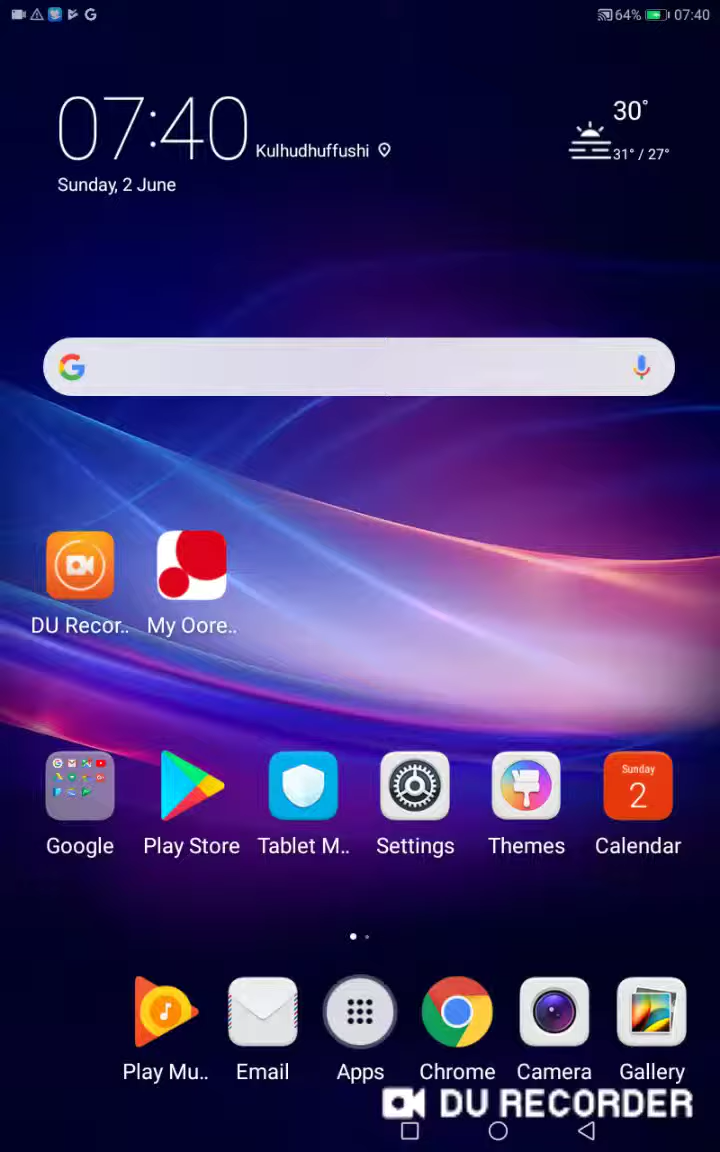 64% 07:40
07:40 Kulhudhuffushi
30°
31° / 27°
Sunday, 2 June
DU Recor.. My Oore..
Sunday
2
Google Play Store Tablet M.. Settings Themes Calendar
Play Mu.. Email Apps Chrome Camera Gallery
DU RECORDER